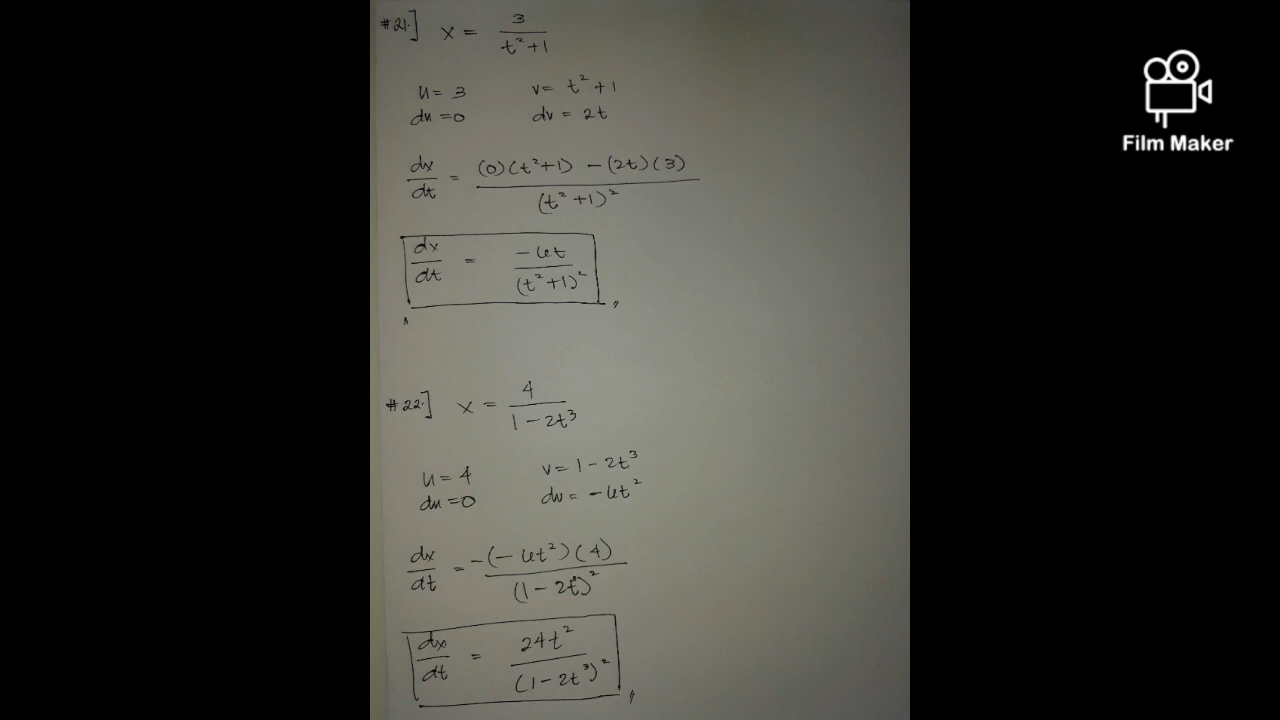 #21.] x = 3/(t²+1)
u = 3 v = t² + 1
du = 0 dv = 2t
dx/dt = ((0)(t²+1) - (2t)(3))/(t²+1)²
dx/dt = -6t/(t²+1)²
#22.] x = 4/(1-2t³)
u = 4 v = 1 - 2t³
du = 0 dv = -6t²
dx/dt = -(-6t²)(4)/(1-2t³)²
dx/dt = 24t²/(1-2t³)²
Film Maker